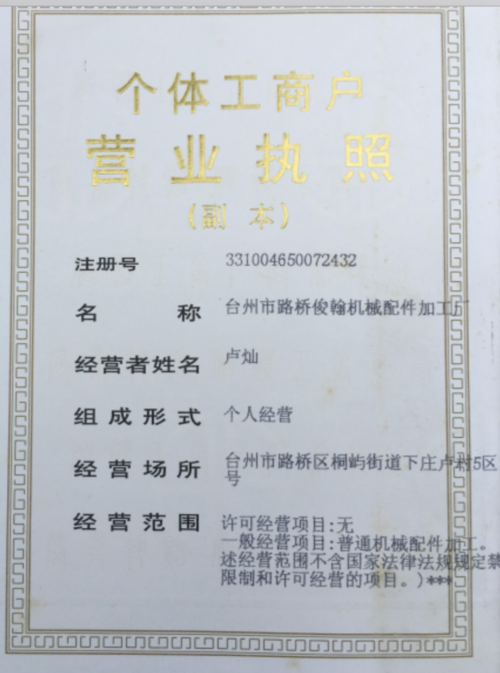 个体工商户
营业执照
(副本)
注册号 331004650072432
名称 台州市路桥俊翰机械配件加工厂
经营者姓名 卢灿
组成形式 个人经营
经营场所 台州市路桥区桐屿街道下庄卢村5区
号
经营范围 许可经营项目:无
一般经营项目:普通机械配件加工。
述经营范围不含国家法律法规规定禁
限制和许可经营的项目。)***